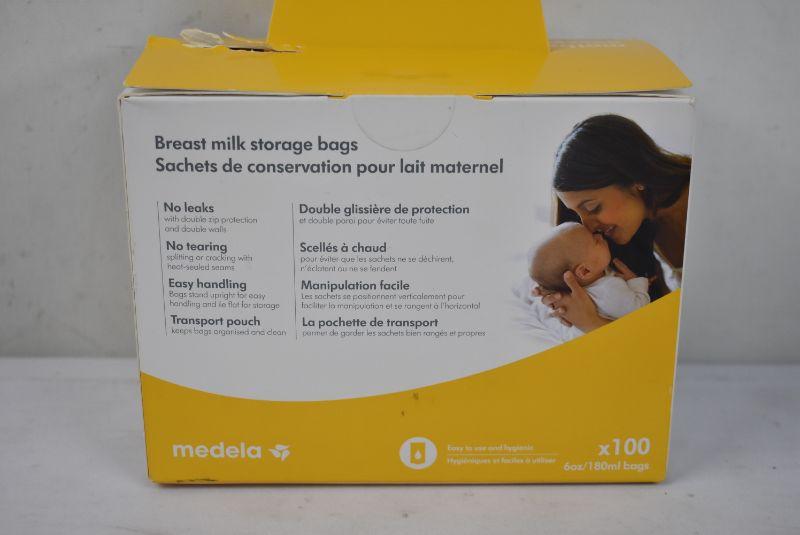 Breast milk storage bags
Sachets de conservation pour lait maternel
No leaks
with double zip protection
and double walls
No tearing
splitting or cracking with
heat-sealed seams
Easy handling
Bags stand upright for easy
handling and lie flat for storage
Transport pouch
keeps bags organised and clean
Double glissière de protection
et double paroi pour éviter toute fuite
Scellés à chaud
pour éviter que les sachets ne se déchirent,
n'éclatent ou ne se fendent
Manipulation facile
Les sachets se positionnent verticalement pour
faciliter la manipulation et se rangent à l'horizontal
La pochette de transport
permet de garder les sachets bien rangés et propres
medela
Easy to use and hygienic
Hygiéniques et faciles à utiliser
x100
6oz/180ml bags